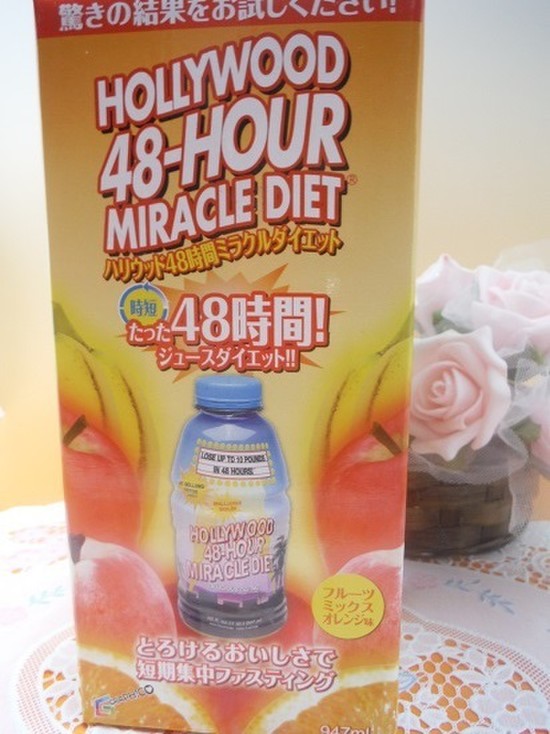 驚きの結果をお試しください!
HOLLYWOOD
48-HOUR
MIRACLE DIET®
ハリウッド48時間ミラクルダイエット
時短
たった48時間!
ジュースダイエット!!
LOSE UP TO 10 POUNDS
IN 48 HOURS
HOLLYWOOD
48-HOUR
MIRACLE DIET
フルーツ
ミックス
オレンジ味
とろけるおいしさで
短期集中ファスティング
GRAPHICO
947ml